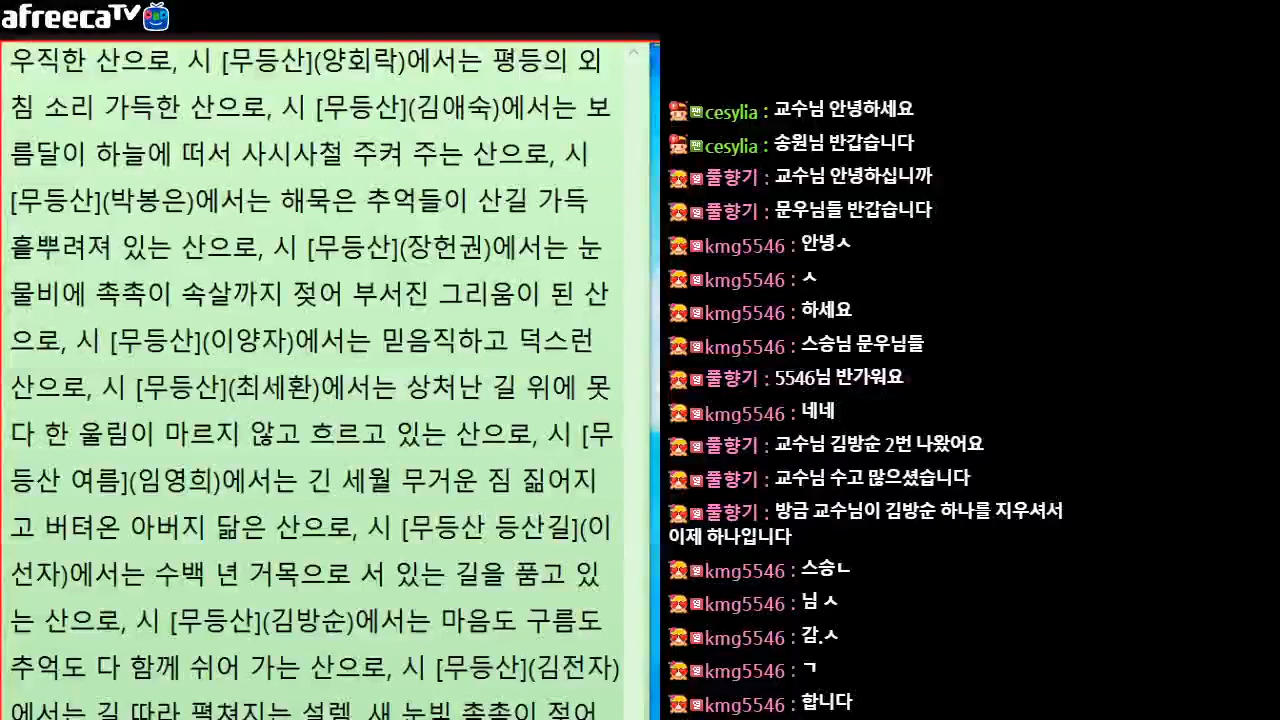 afreecaTV
우직한 산으로, 시 [무등산](양회락)에서는 평등의 외
침 소리 가득한 산으로, 시 [무등산](김애숙)에서는 보
름달이 하늘에 떠서 사시사철 주켜 주는 산으로, 시
[무등산](박봉은)에서는 해묵은 추억들이 산길 가득
흩뿌려져 있는 산으로, 시 [무등산](장헌권)에서는 눈
물비에 촉촉이 속살까지 젖어 부서진 그리움이 된 산
으로, 시 [무등산](이양자)에서는 믿음직하고 덕스런
산으로, 시 [무등산](최세환)에서는 상처난 길 위에 못
다 한 울림이 마르지 않고 흐르고 있는 산으로, 시 [무
등산 여름](임영희)에서는 긴 세월 무거운 짐 짊어지
고 버텨온 아버지 닮은 산으로, 시 [무등산 등산길](이
선자)에서는 수백 년 거목으로 서 있는 길을 품고 있
는 산으로, 시 [무등산](김방순)에서는 마음도 구름도
추억도 다 함께 쉬어 가는 산으로, 시 [무등산](김전자)
에서는 길 따라 펼쳐지는 설렘, 새 눈빛 촉촉이 젖어
cesylia : 교수님 안녕하세요
cesylia : 송원님 반갑습니다
풀향기 : 교수님 안녕하십니까
풀향기 : 문우님들 반갑습니다
kmg5546 : 안녕ㅅ
kmg5546 : ㅅ
kmg5546 : 하세요
kmg5546 : 스승님 문우님들
풀향기 : 5546님 반가워요
kmg5546 : 네네
풀향기 : 교수님 김방순 2번 나왔어요
풀향기 : 교수님 수고 많으셨습니다
풀향기 : 방금 교수님이 김방순 하나를 지우셔서
이제 하나입니다
kmg5546 : 스승ㄴ
kmg5546 : 님 ㅅ
kmg5546 : 감.ㅅ
kmg5546 : ㄱ
kmg5546 : 합니다